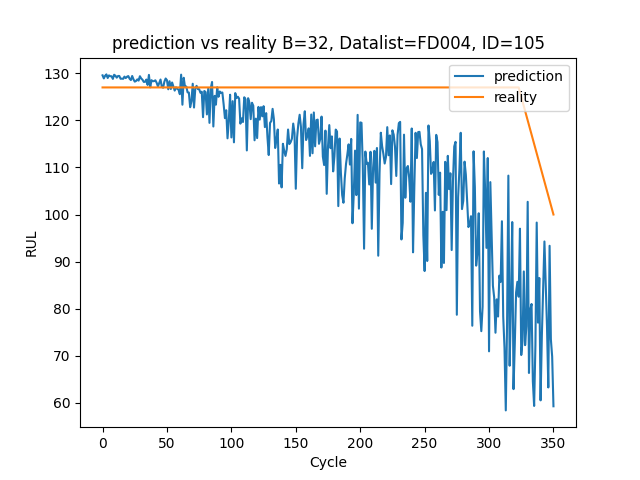 prediction vs reality B=32, Datalist=FD004, ID=105
prediction
reality
RUL
130
120
110
100
90
80
70
60
0 50 100 150 200 250 300 350
Cycle